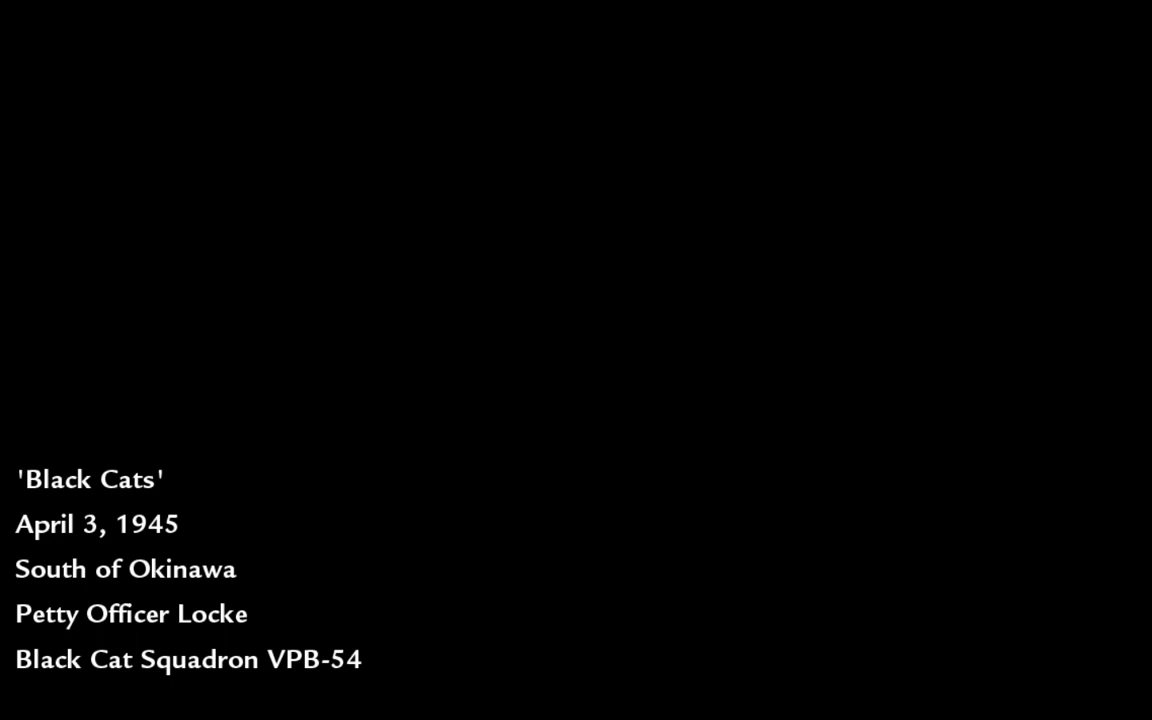 'Black Cats'
April 3, 1945
South of Okinawa
Petty Officer Locke
Black Cat Squadron VPB-54